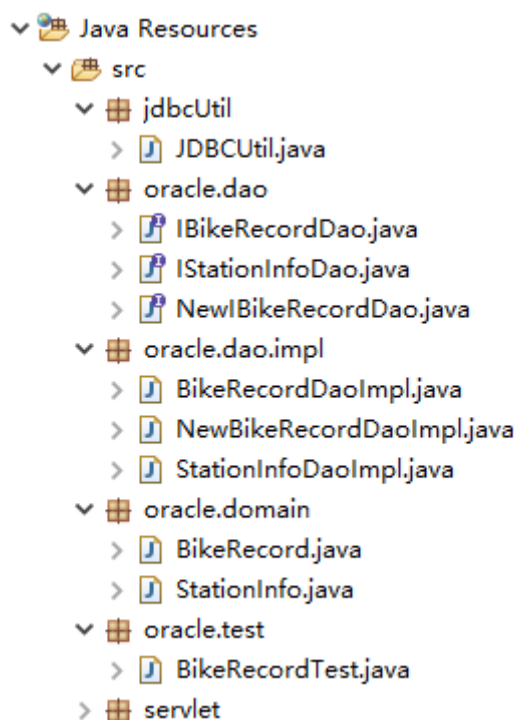 Java Resources
src
jdbcUtil
JDBCUtil.java
oracle.dao
IBikeRecordDao.java
IStationInfoDao.java
NewIBikeRecordDao.java
oracle.dao.impl
BikeRecordDaoImpl.java
NewBikeRecordDaoImpl.java
StationInfoDaoImpl.java
oracle.domain
BikeRecord.java
StationInfo.java
oracle.test
BikeRecordTest.java
servlet